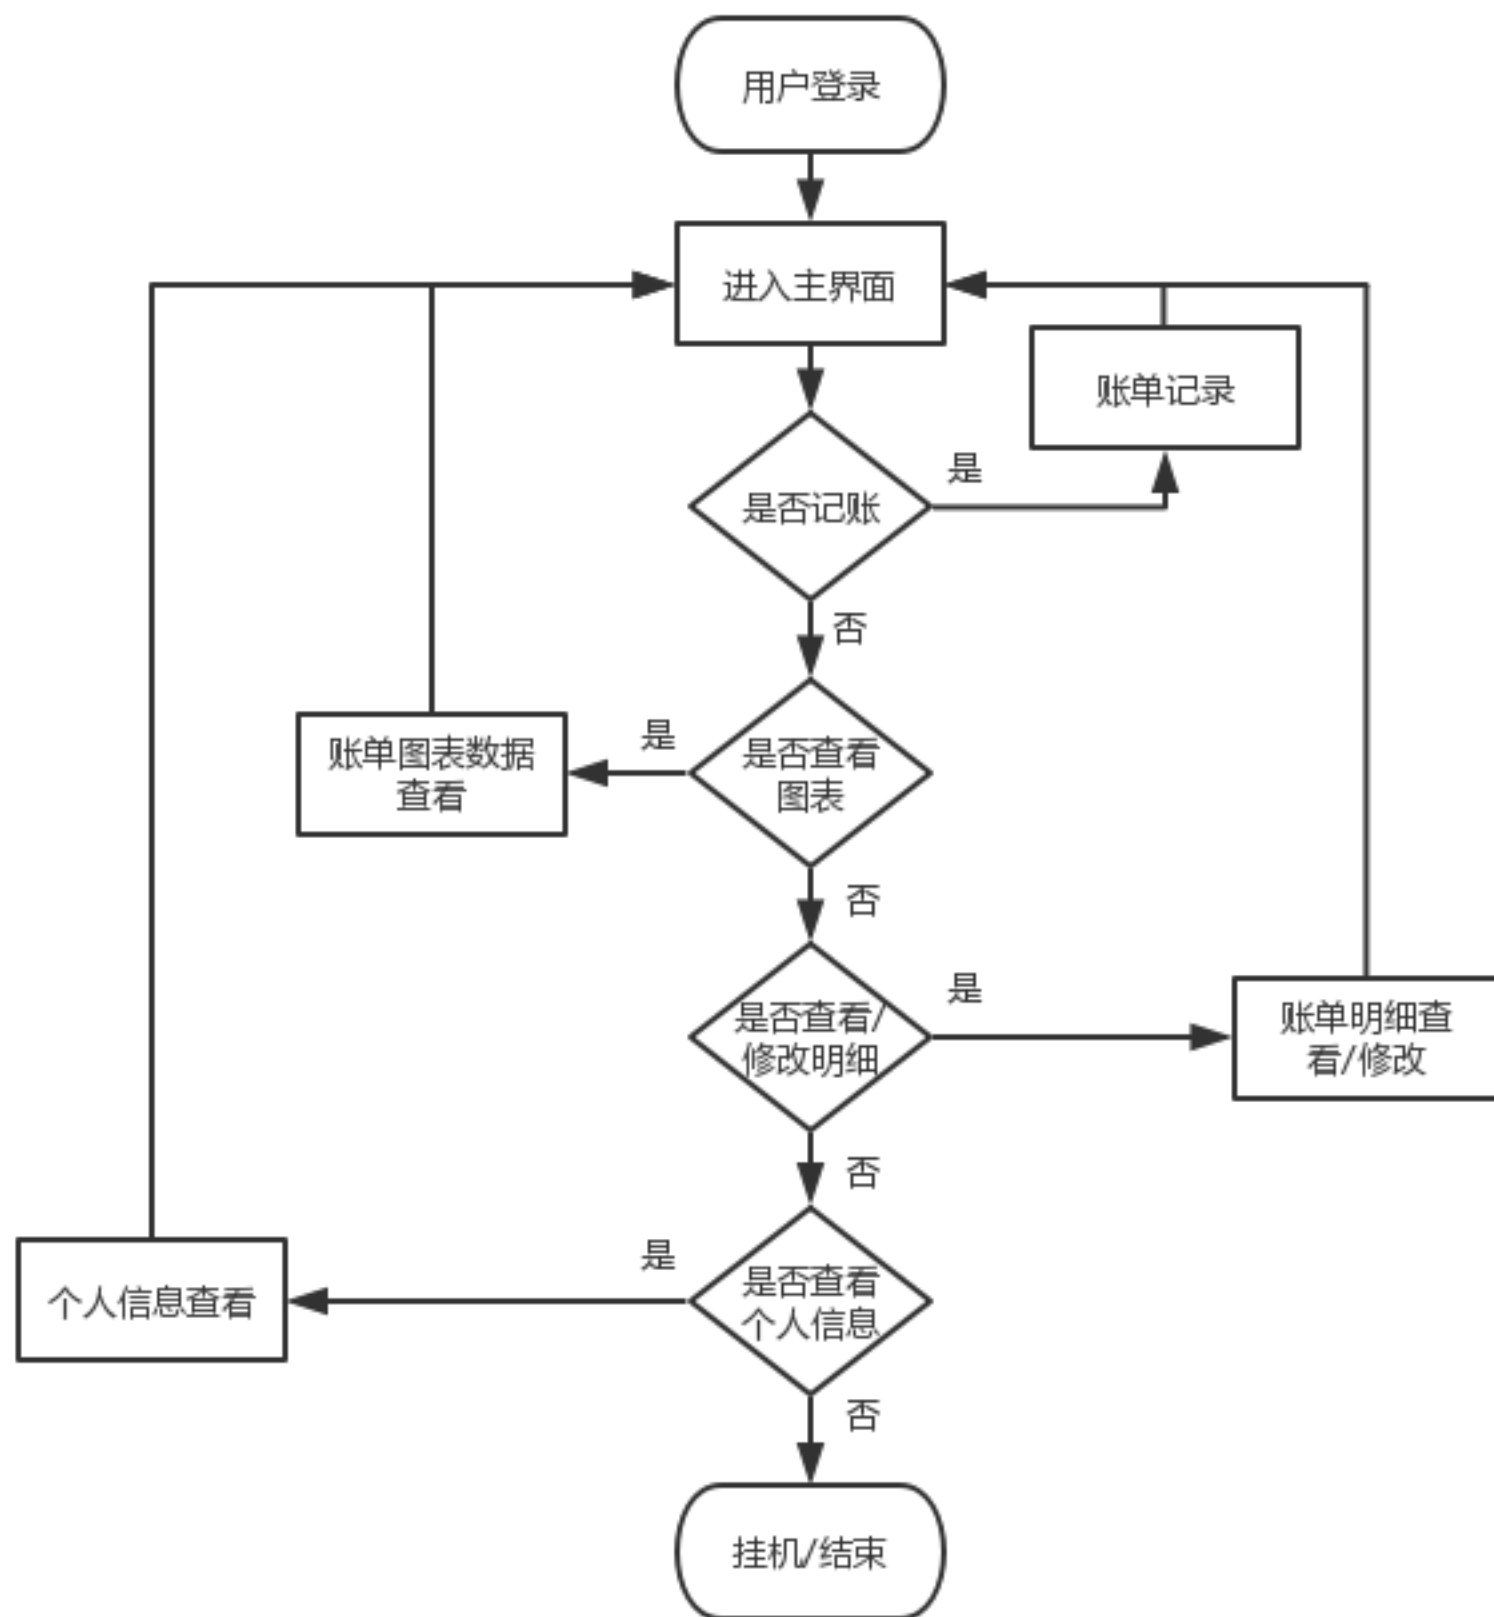 用户登录
进入主界面
账单记录
是
是否记账
否
是
账单图表数据
查看
是否查看
图表
否
是
是否查看/
修改明细
账单明细查
看/修改
否
是
个人信息查看
是否查看
个人信息
否
挂机/结束